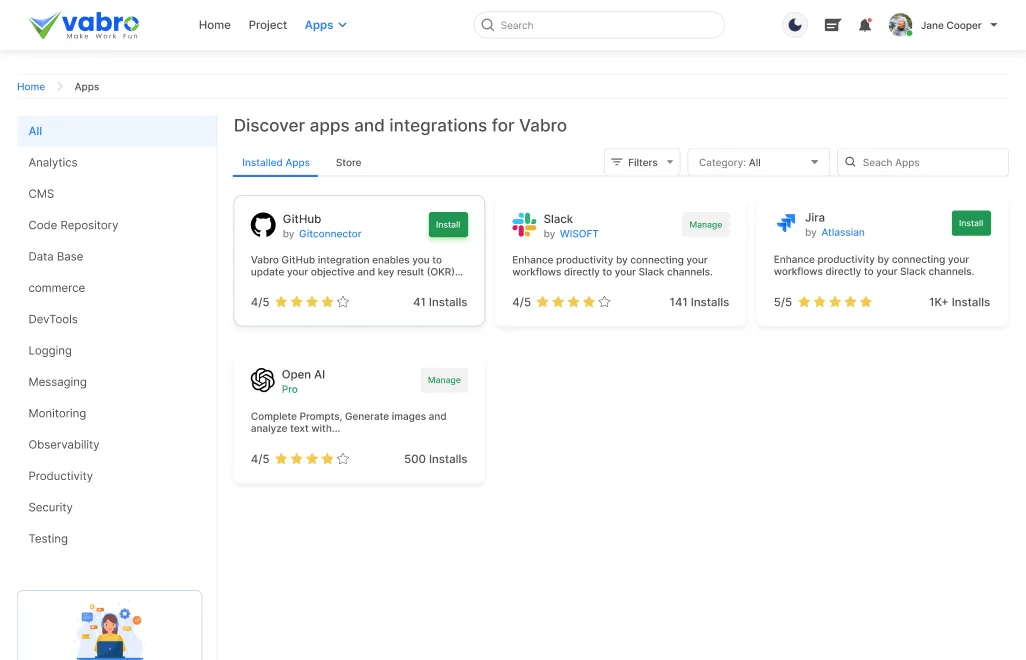 vabro
Make Work Fun
Home Project Apps
Search
Jane Cooper
Home Apps
All
Analytics
CMS
Code Repository
Data Base
commerce
DevTools
Logging
Messaging
Monitoring
Observability
Productivity
Security
Testing
Discover apps and integrations for Vabro
Installed Apps Store
Filters
Category: All
Seach Apps
GitHub
by Gitconnector
Install
Vabro GitHub integration enables you to
update your objective and key result (OKR)...
4/5 41 Installs
Slack
by WISOFT
Manage
Enhance productivity by connecting your
workflows directly to your Slack channels.
4/5 141 Installs
Jira
by Atlassian
Install
Enhance productivity by connecting your
workflows directly to your Slack channels.
5/5 1K+ Installs
Open AI
Pro
Manage
Complete Prompts, Generate images and
analyze text with...
4/5 500 Installs